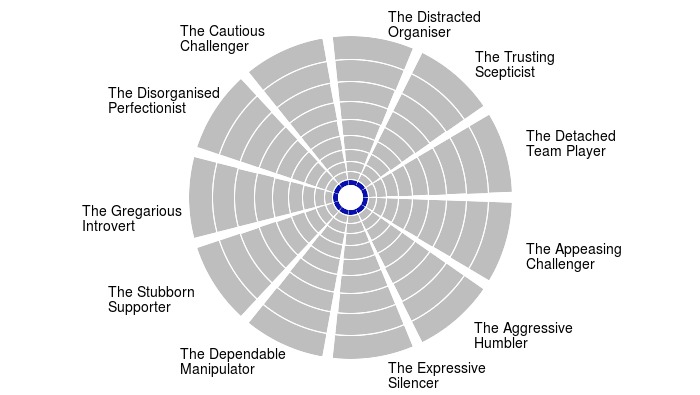 The Distracted
Organiser
The Trusting
Scepticist
The Detached
Team Player
The Appeasing
Challenger
The Aggressive
Humbler
The Expressive
Silencer
The Dependable
Manipulator
The Stubborn
Supporter
The Gregarious
Introvert
The Disorganised
Perfectionist
The Cautious
Challenger